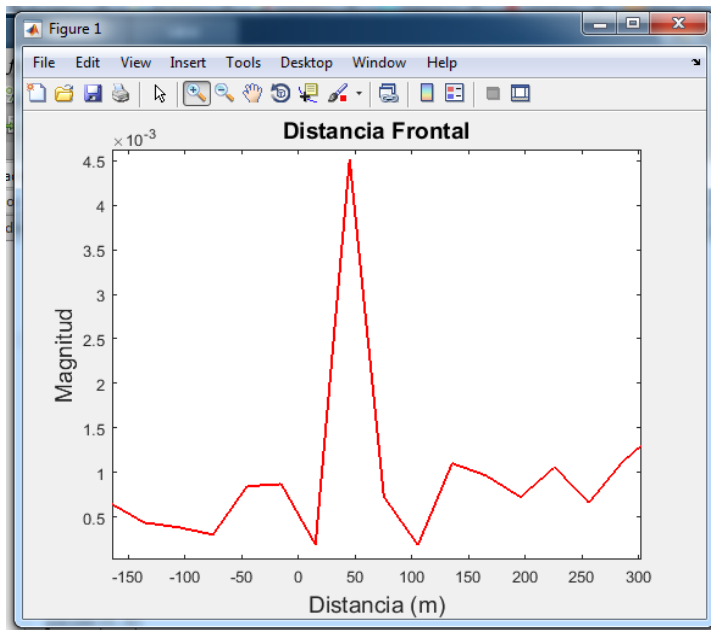 Figure 1
File Edit View Insert Tools Desktop Window Help
Distancia Frontal
×10-3
4.5
4
3.5
3
2.5
2
1.5
1
0.5
Magnitud
-150 -100 -50 0 50 100 150 200 250 300
Distancia (m)